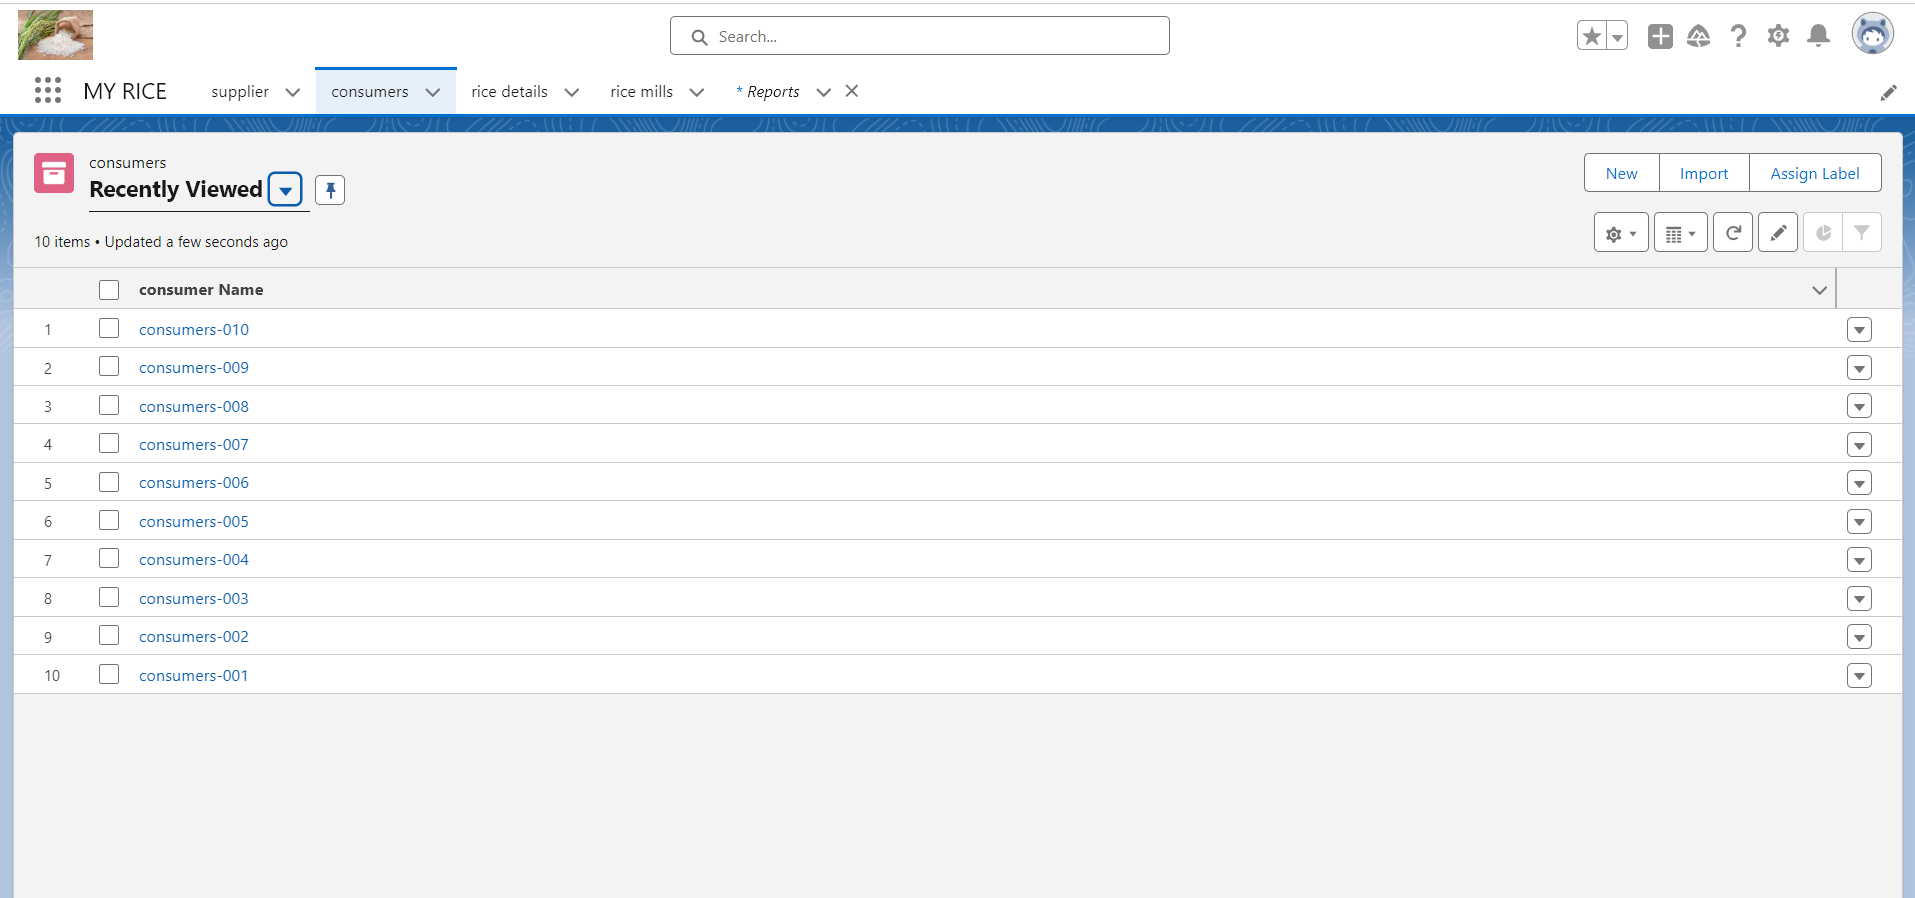 Search...
MY RICE
supplier
consumers
rice details
rice mills
* Reports
consumers
Recently Viewed
New
Import
Assign Label
10 items • Updated a few seconds ago
consumer Name
1 consumers-010
2 consumers-009
3 consumers-008
4 consumers-007
5 consumers-006
6 consumers-005
7 consumers-004
8 consumers-003
9 consumers-002
10 consumers-001